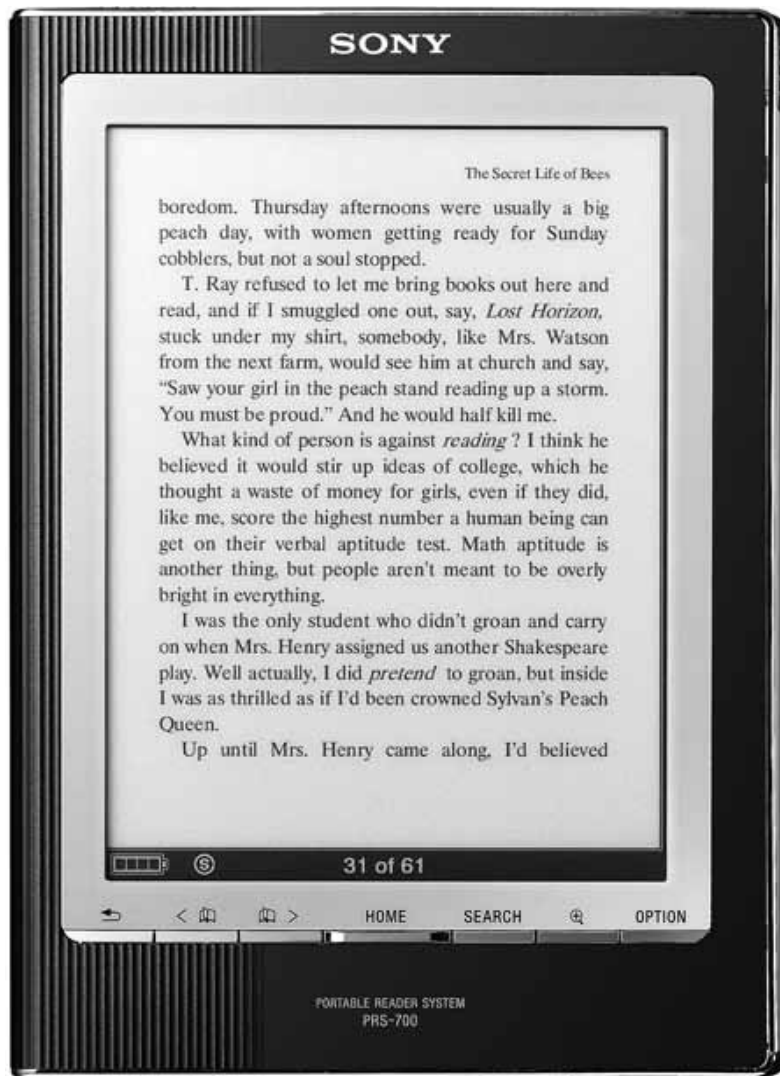 SONY
The Secret Life of Bees
boredom. Thursday afternoons were usually a big
peach day, with women getting ready for Sunday
cobblers, but not a soul stopped.
T. Ray refused to let me bring books out here and
read, and if I smuggled one out, say, Lost Horizon,
stuck under my shirt, somebody, like Mrs. Watson
from the next farm, would see him at church and say,
“Saw your girl in the peach stand reading up a storm.
You must be proud.” And he would half kill me.
What kind of person is against reading ? I think he
believed it would stir up ideas of college, which he
thought a waste of money for girls, even if they did,
like me, score the highest number a human being can
get on their verbal aptitude test. Math aptitude is
another thing, but people aren't meant to be overly
bright in everything.
I was the only student who didn't groan and carry
on when Mrs. Henry assigned us another Shakespeare
play. Well actually, I did pretend to groan, but inside
I was as thrilled as if I'd been crowned Sylvan's Peach
Queen.
Up until Mrs. Henry came along, I'd believed
S 31 of 61
< > HOME SEARCH OPTION
PORTABLE READER SYSTEM
PRS-700